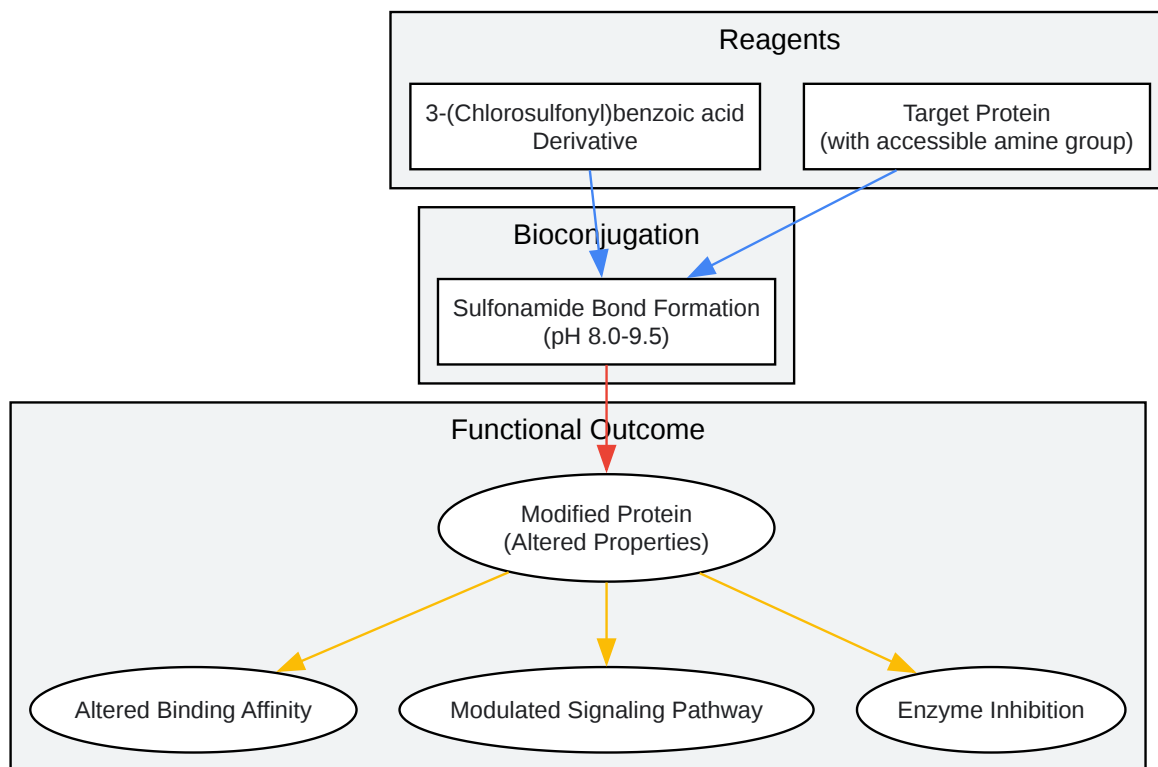 Reagents
3-(Chlorosulfonyl)benzoic acid
Derivative
Target Protein
(with accessible amine group)
Bioconjugation
Sulfonamide Bond Formation
(pH 8.0-9.5)
Functional Outcome
Modified Protein
(Altered Properties)
Altered Binding Affinity
Modulated Signaling Pathway
Enzyme Inhibition